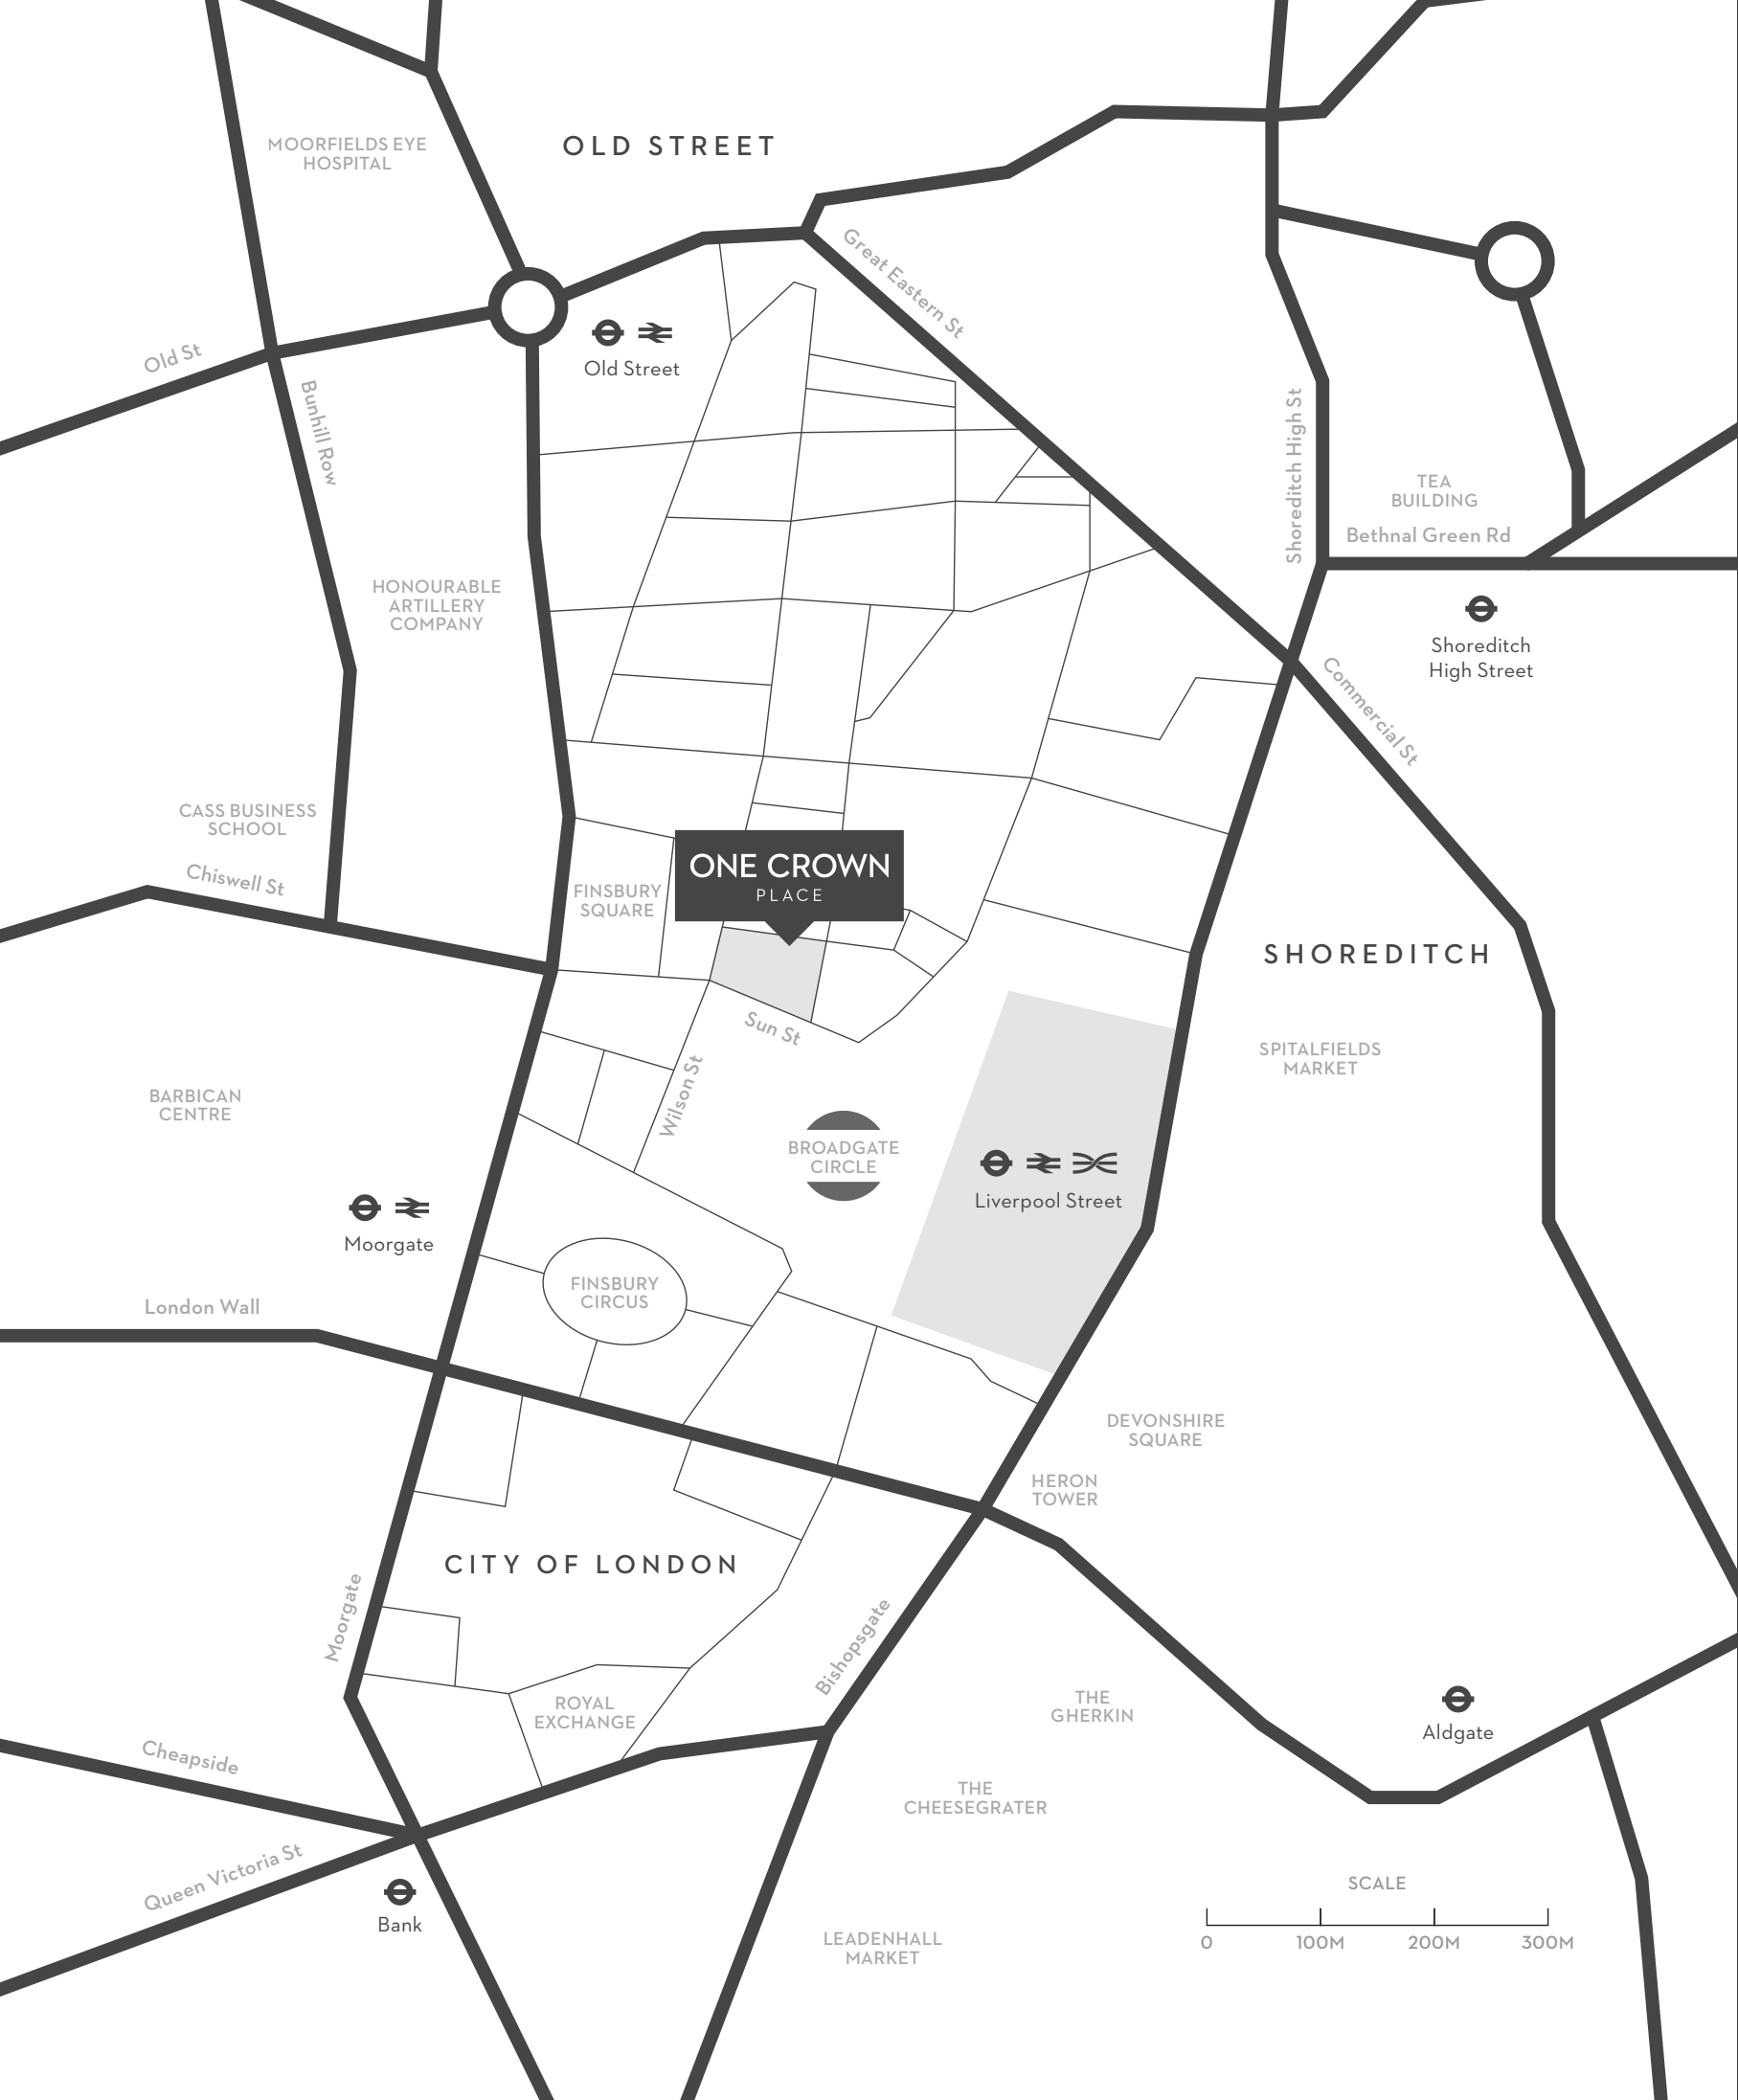 MOORFIELDS EYE
HOSPITAL
OLD STREET
Great Eastern St
Old St
Old Street
Bunhill Row
Shoreditch High St
TEA
BUILDING
Bethnal Green Rd
HONOURABLE
ARTILLERY
COMPANY
Shoreditch
High Street
Commercial St
CASS BUSINESS
SCHOOL
Chiswell St
FINSBURY
SQUARE
ONE CROWN
PLACE
SHOREDITCH
Sun St
Wilson St
SPITALFIELDS
MARKET
BARBICAN
CENTRE
BROADGATE
CIRCLE
Liverpool Street
Moorgate
London Wall
FINSBURY
CIRCUS
DEVONSHIRE
SQUARE
HERON
TOWER
CITY OF LONDON
Moorgate
Bishopsgate
ROYAL
EXCHANGE
THE
GHERKIN
Aldgate
Cheapside
THE
CHEESEGRATER
Queen Victoria St
Bank
LEADENHALL
MARKET
SCALE
0 100M 200M 300M